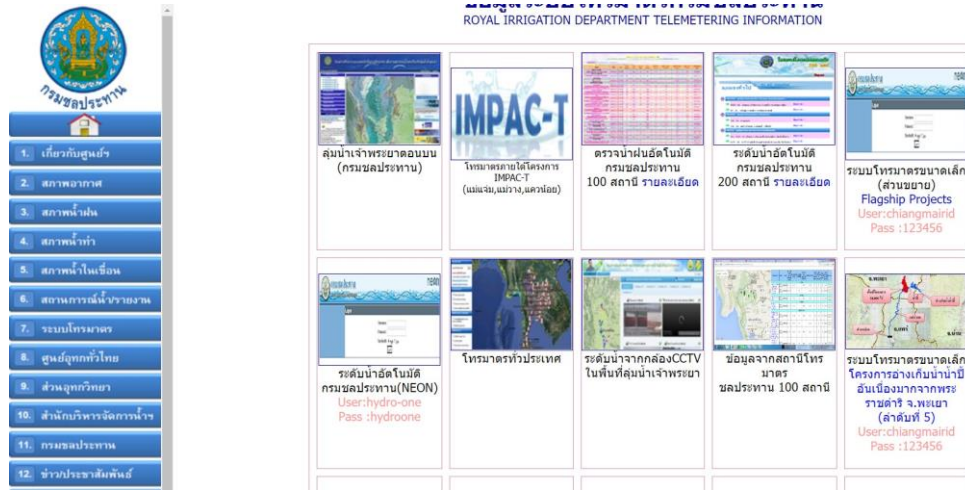 กรมชลประทาน
1. เกี่ยวกับศูนย์ฯ
2. สภาพอากาศ
3. สภาพน้ำฝน
4. สภาพน้ำท่า
5. สภาพน้ำในเขื่อน
6. สถานการณ์น้ำ/รายงาน
7. ระบบโทรมาตร
8. ศูนย์อุทกทั่วไทย
9. ส่วนอุทกวิทยา
10. สำนักบริหารจัดการน้ำฯ
11. กรมชลประทาน
12. ข่าว/ประชาสัมพันธ์
ROYAL IRRIGATION DEPARTMENT TELEMETERING INFORMATION
ลุ่มน้ำเจ้าพระยาตอนบน
(กรมชลประทาน)
IMPAC-T
โทรมาตรภายใต้โครงการ
IMPAC-T
(แม่แจ่ม,แม่วาง,แควน้อย)
ตรวจน้ำฝนอัตโนมัติ
กรมชลประทาน
100 สถานี รายละเอียด
ระดับน้ำอัตโนมัติ
กรมชลประทาน
200 สถานี รายละเอียด
ระบบโทรมาตรขนาดเล็ก
(ส่วนขยาย)
Flagship Projects
User:chiangmairid
Pass :123456
ระดับน้ำอัตโนมัติ
กรมชลประทาน(NEON)
User:hydro-one
Pass :hydroone
โทรมาตรทั่วประเทศ
ระดับน้ำจากกล้องCCTV
ในพื้นที่ลุ่มน้ำเจ้าพระยา
ข้อมูลจากสถานีโทร
มาตร
ชลประทาน 100 สถานี
ระบบโทรมาตรขนาดเล็ก
โครงการอ่างเก็บน้ำน้ำปี้
อันเนื่องมาจากพระ
ราชดำริ จ.พะเยา
(ลำดับที่ 5)
User:chiangmairid
Pass :123456